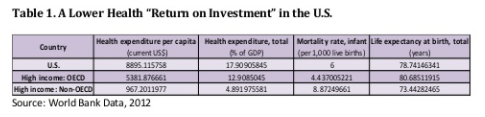 Table 1. A Lower Health "Return on Investment" in the U.S.
Country Health expenditure per capita (current US$) Health expenditure, total (% of GDP) Mortality rate, infant (per 1,000 live births) Life expectancy at birth, total (years)
U.S. 8895.115758 17.90905845 6 78.74146341
High income: OECD 5381.876661 12.9085045 4.437005221 80.68511915
High income: Non-OECD 967.2011977 4.891975581 8.87249661 73.44282465
Source: World Bank Data, 2012